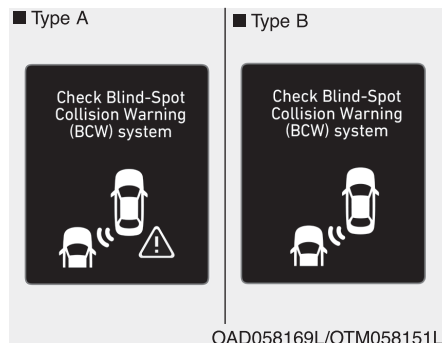 ■ Type A
Check Blind-Spot
Collision Warning
(BCW) system
■ Type B
Check Blind-Spot
Collision Warning
(BCW) system
OAD058169L/OTM058151L